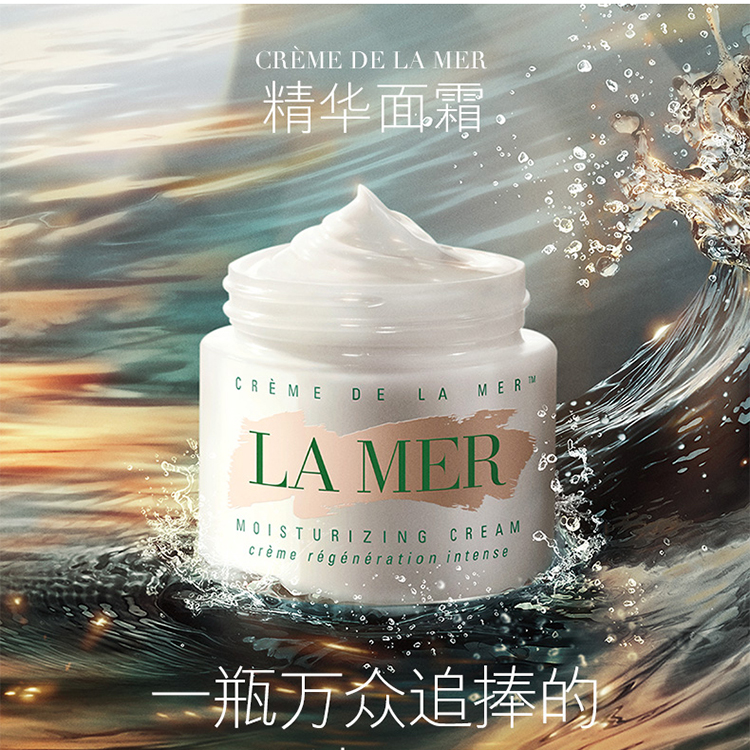 CRÈME DE LA MER
精华面霜
CRÈME DE LA MER™
LA MER
MOISTURIZING CREAM
crème régénération intense
一瓶万众追捧的